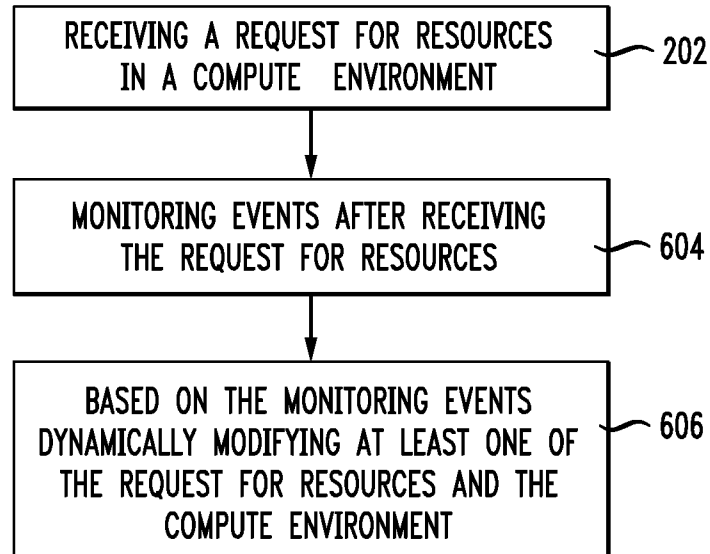 RECEIVING A REQUEST FOR RESOURCES
IN A COMPUTE ENVIRONMENT
202
MONITORING EVENTS AFTER RECEIVING
THE REQUEST FOR RESOURCES
604
BASED ON THE MONITORING EVENTS
DYNAMICALLY MODIFYING AT LEAST ONE OF
THE REQUEST FOR RESOURCES AND THE
COMPUTE ENVIRONMENT
606